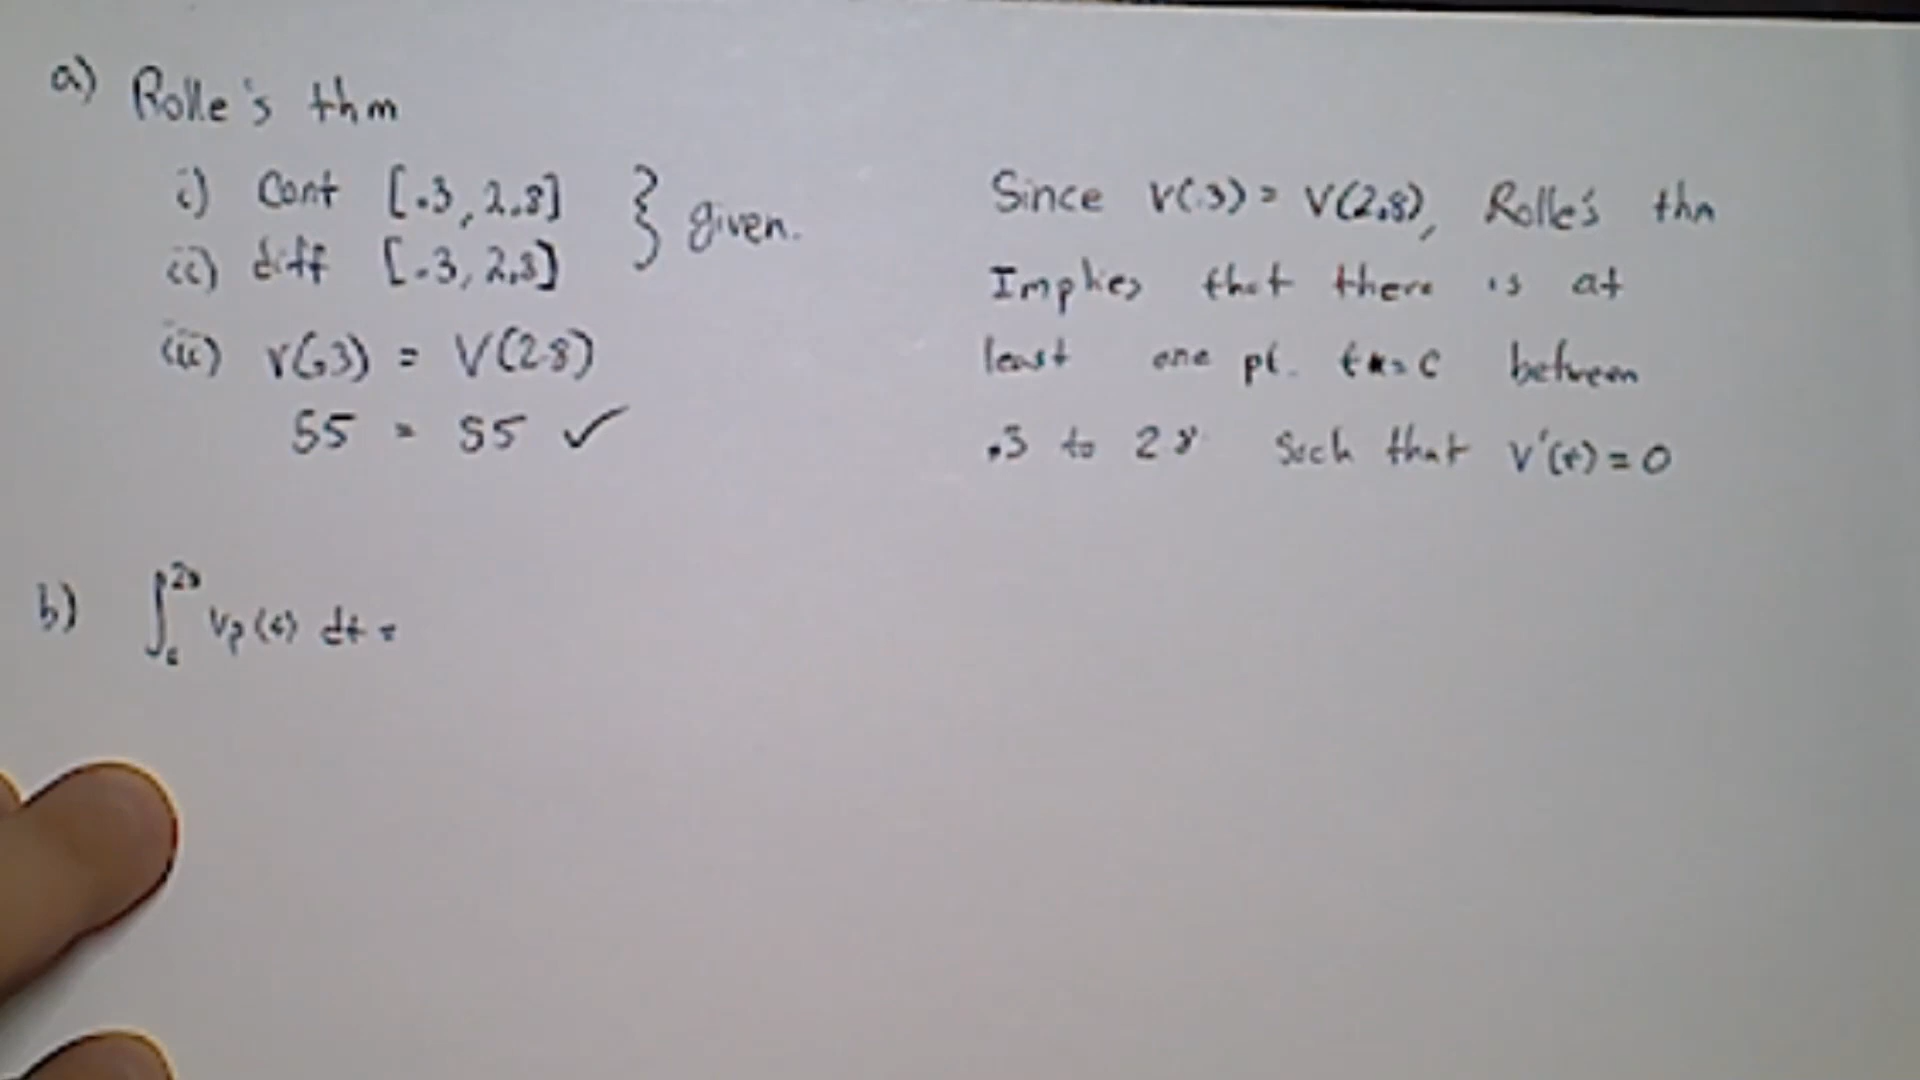 a) Rolle's thm
i) Cont [.3, 2.8] } given.
ii) diff [.3, 2.8]
iii) v(.3) = V(2.8)
55 = 55 ✓
Since v(.3) = V(2.8), Rolle's thm
Implies that there is at
least one pt. t = c between
.3 to 2.8 Such that V'(t) = 0
b) ∫ Vp(t) dt =